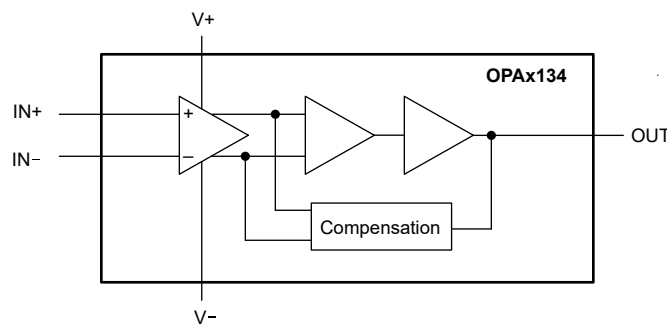 V+
OPAx134
IN+
+
OUT
−
IN−
Compensation
V−